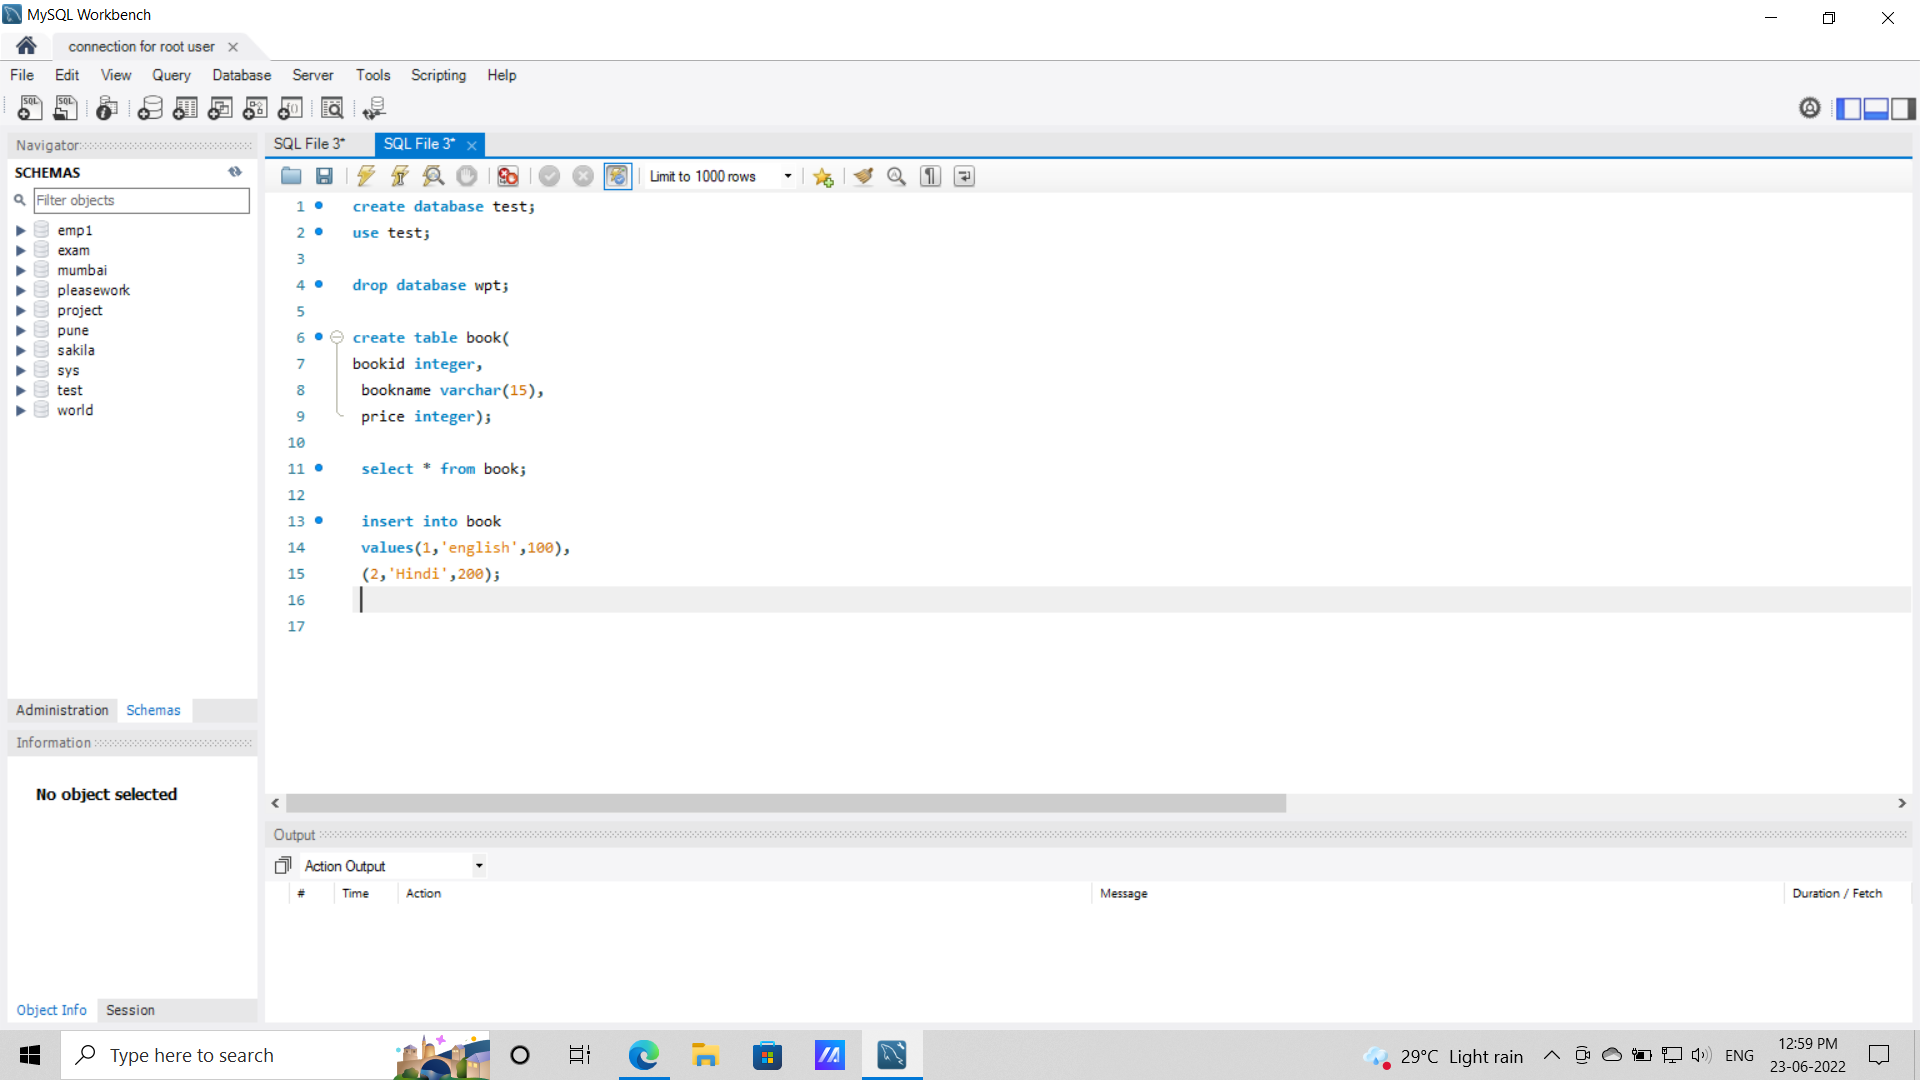 MySQL Workbench
connection for root user
File Edit View Query Database Server Tools Scripting Help
Navigator
SCHEMAS
Filter objects
emp1
exam
mumbai
pleasework
project
pune
sakila
sys
test
world
Administration Schemas
Information
No object selected
Object Info Session
SQL File 3* SQL File 3*
Limit to 1000 rows
1 create database test;
2 use test;
3
4 drop database wpt;
5
6 create table book(
7 bookid integer,
8 bookname varchar(15),
9 price integer);
10
11 select * from book;
12
13 insert into book
14 values(1,'english',100),
15 (2,'Hindi',200);
16
17
Output
Action Output
# Time Action Message Duration / Fetch
Type here to search
29°C Light rain
ENG
12:59 PM
23-06-2022